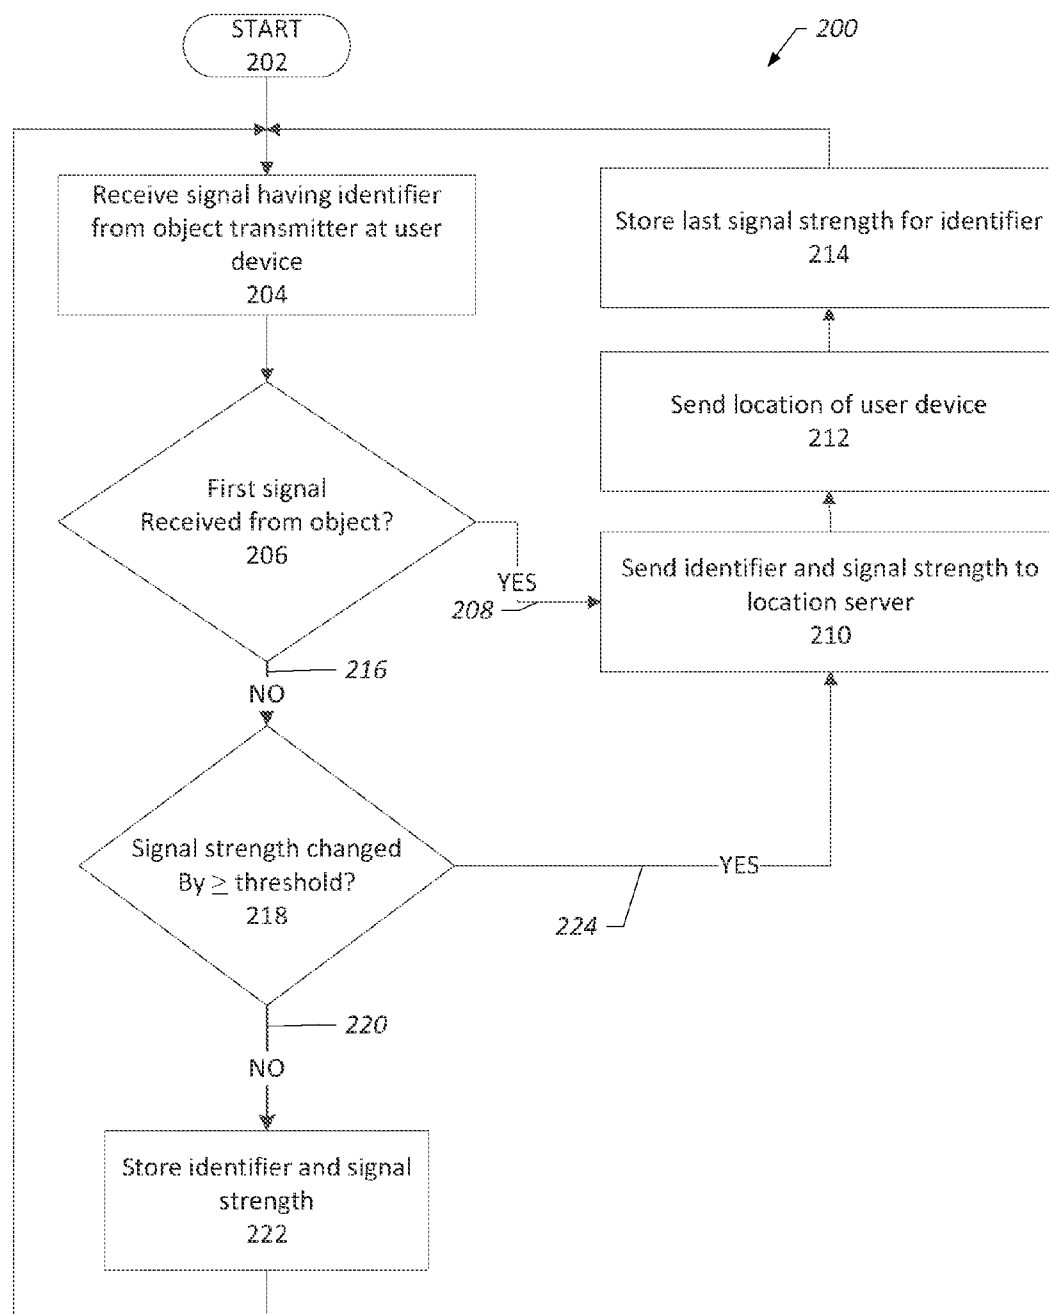 START
202
200
Receive signal having identifier
from object transmitter at user
device
204
Store last signal strength for identifier
214
Send location of user device
212
First signal
Received from object?
206
YES
208
Send identifier and signal strength to
location server
210
216
NO
Signal strength changed
By ≥ threshold?
218
YES
224
220
NO
Store identifier and signal
strength
222